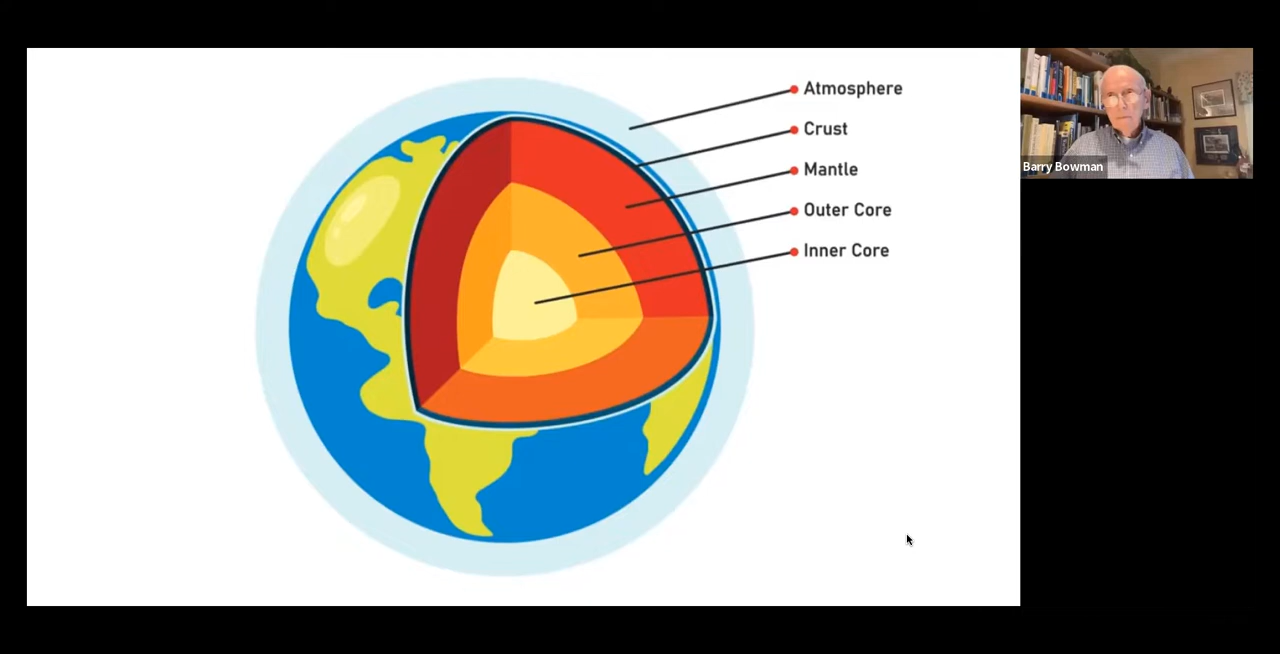 Atmosphere
Crust
Mantle
Outer Core
Inner Core
Barry Bowman